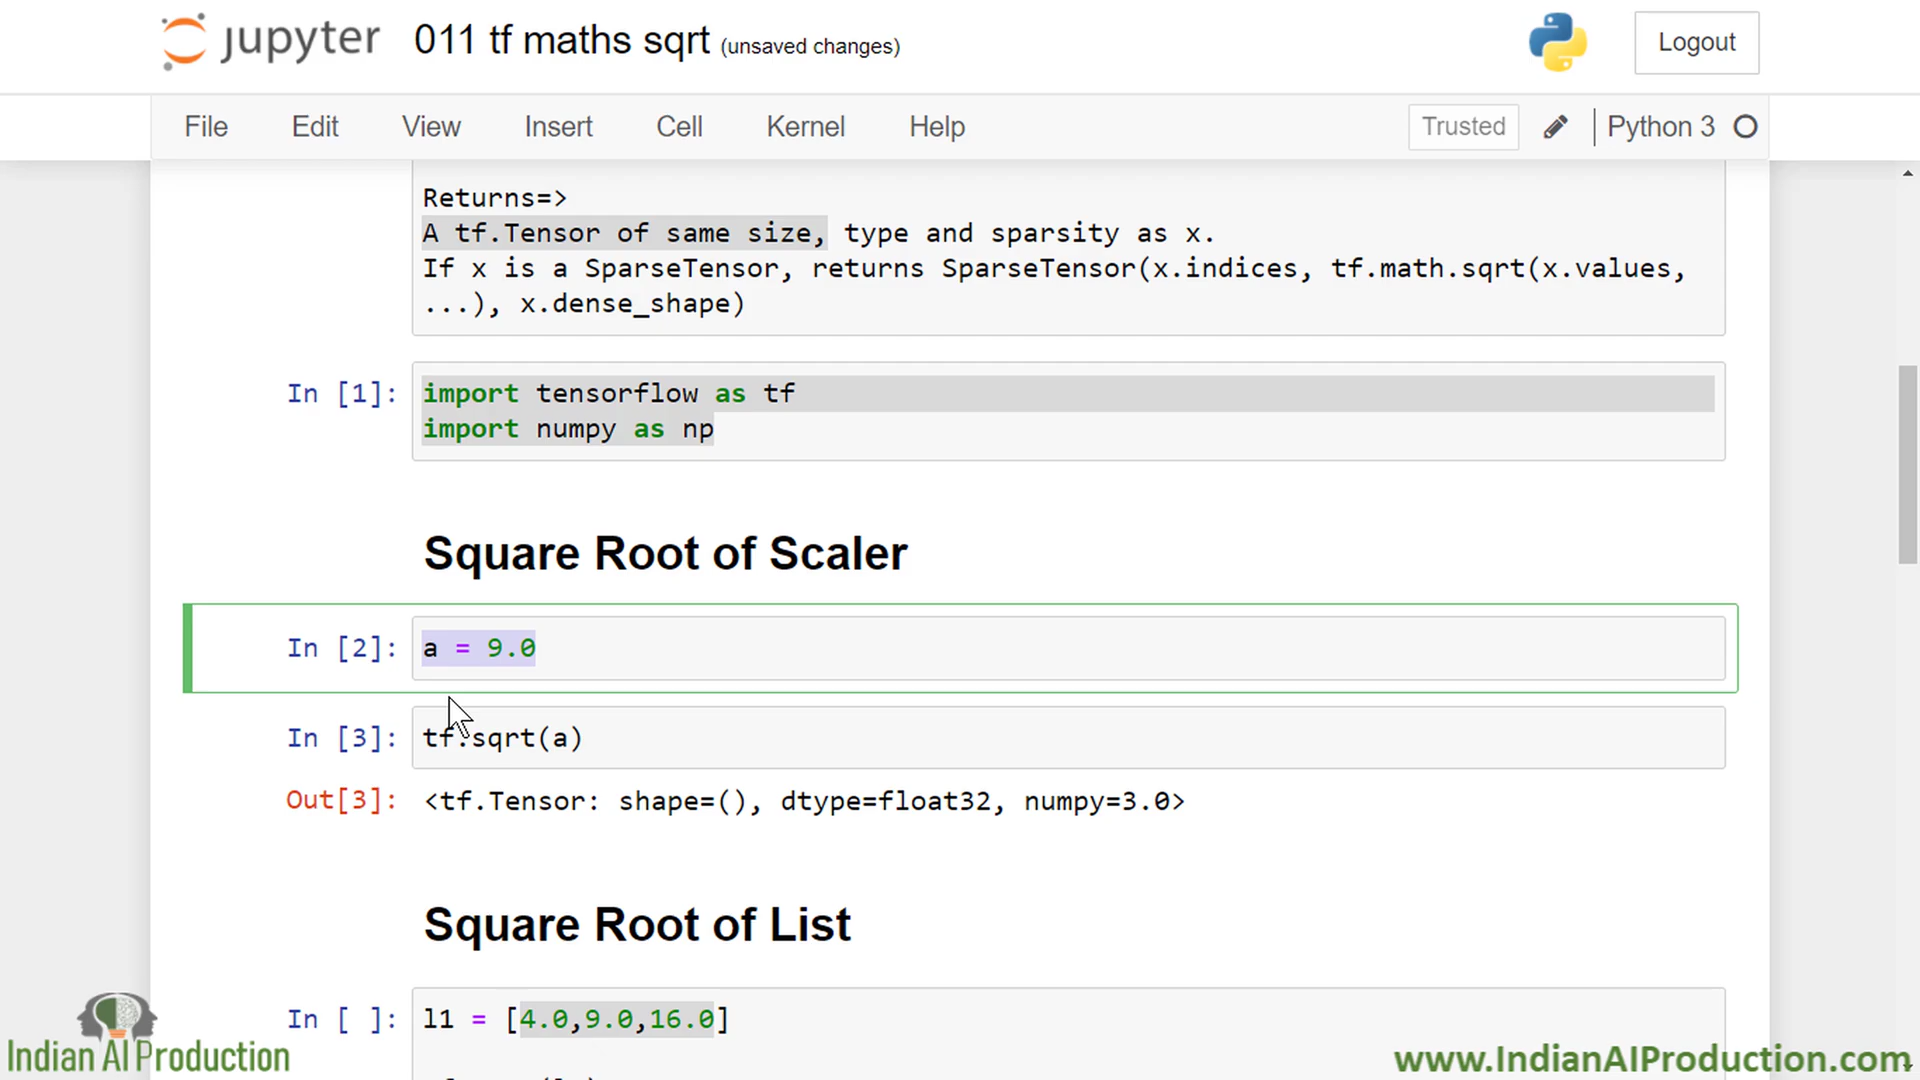 jupyter 011 tf maths sqrt (unsaved changes) Logout
File Edit View Insert Cell Kernel Help Trusted Python 3
Returns=>
A tf.Tensor of same size, type and sparsity as x.
If x is a SparseTensor, returns SparseTensor(x.indices, tf.math.sqrt(x.values,
...), x.dense_shape)
In [1]: import tensorflow as tf
import numpy as np
Square Root of Scaler
In [2]: a = 9.0
In [3]: tf.sqrt(a)
Out[3]: <tf.Tensor: shape=(), dtype=float32, numpy=3.0>
Square Root of List
In [ ]: l1 = [4.0,9.0,16.0]
Indian AI Production
www.IndianAIProduction.com